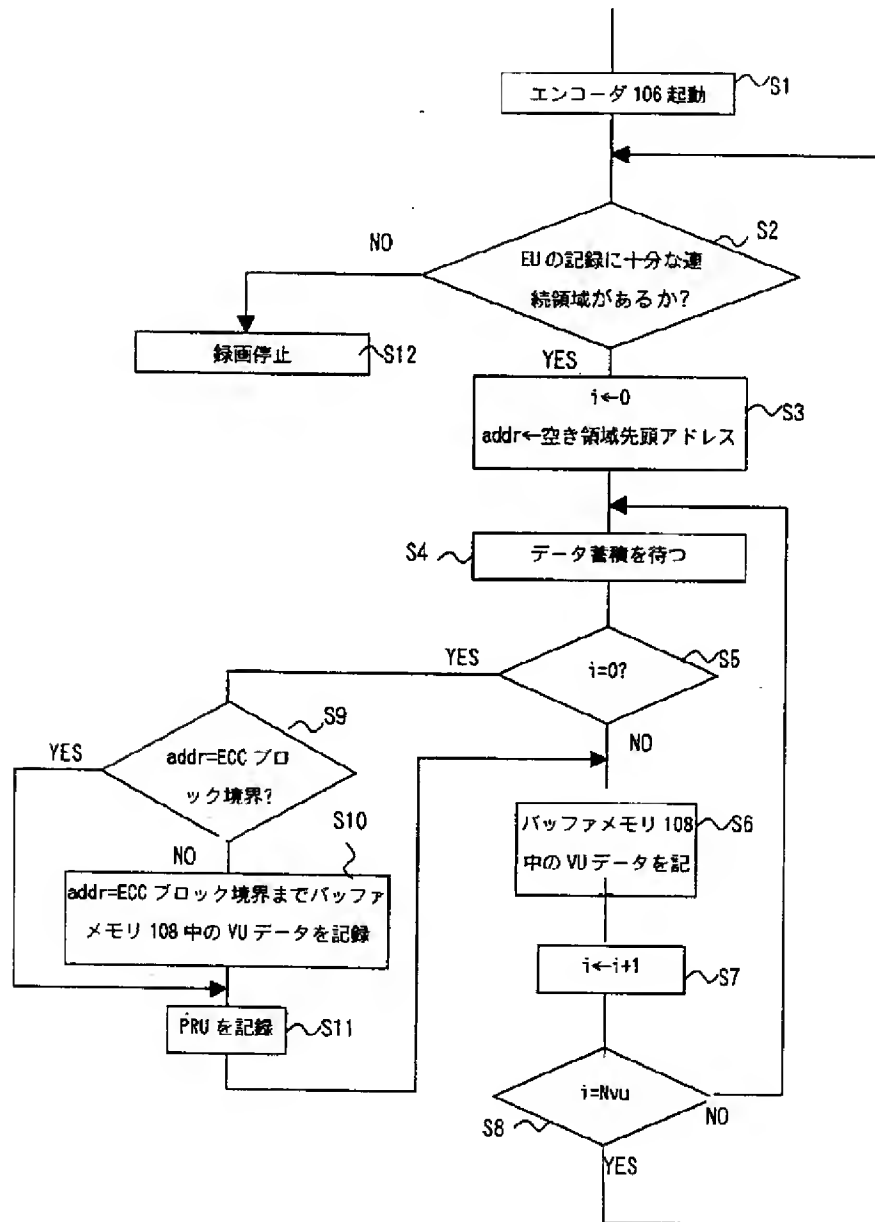 エンコーダ 106 起動
S1
S2
NO
EUの記録に十分な連
続領域があるか?
録画停止
S12
YES
i←0
addr←空き領域先頭アドレス
S3
S4
データ蓄積を待つ
YES
i=0?
S5
NO
S9
YES
addr=ECC ブロ
ック境界?
S10
NO
addr=ECC ブロック境界までバッファ
メモリ 108 中の VU データを記録
バッファメモリ 108
中の VU データを記
S6
i←i+1
S7
PRU を記録
S11
i=Nvu
NO
S8
YES